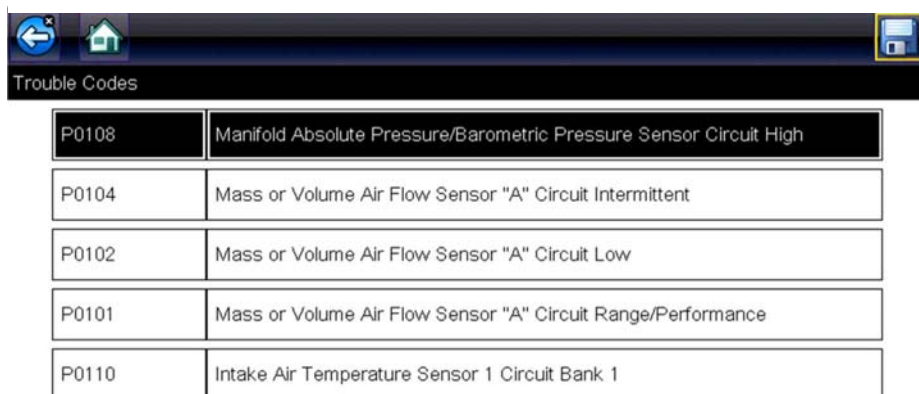 Trouble Codes
P0108 Manifold Absolute Pressure/Barometric Pressure Sensor Circuit High
P0104 Mass or Volume Air Flow Sensor "A" Circuit Intermittent
P0102 Mass or Volume Air Flow Sensor "A" Circuit Low
P0101 Mass or Volume Air Flow Sensor "A" Circuit Range/Performance
P0110 Intake Air Temperature Sensor 1 Circuit Bank 1